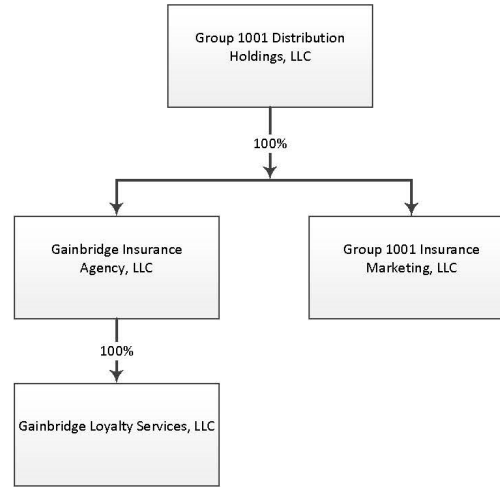 Group 1001 Distribution
Holdings, LLC
100%
Gainbridge Insurance
Agency, LLC
Group 1001 Insurance
Marketing, LLC
100%
Gainbridge Loyalty Services, LLC